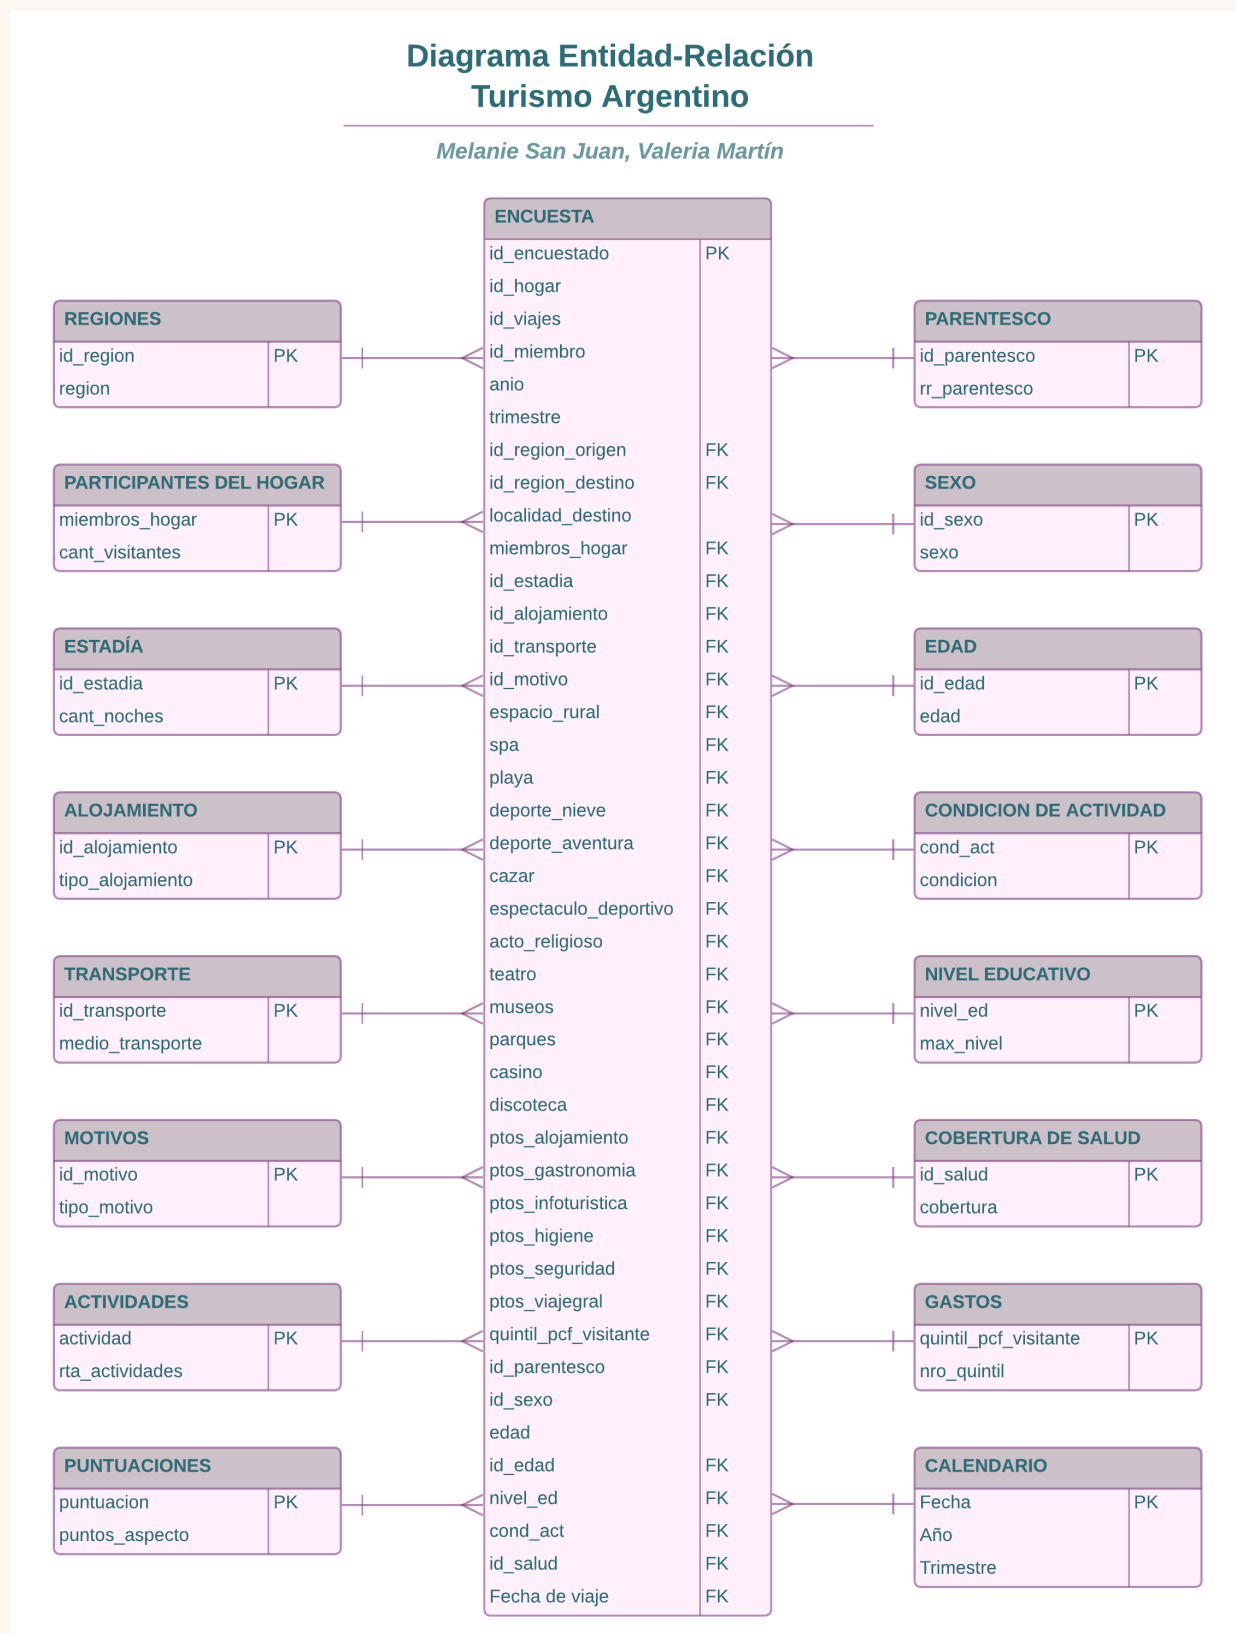 Diagrama Entidad-Relación
Turismo Argentino
Melanie San Juan, Valeria Martín
ENCUESTA
id_encuestado PK
id_hogar
id_viajes
id_miembro
anio
trimestre
id_region_origen FK
id_region_destino FK
localidad_destino
miembros_hogar FK
id_estadia FK
id_alojamiento FK
id_transporte FK
id_motivo FK
espacio_rural FK
spa FK
playa FK
deporte_nieve FK
deporte_aventura FK
cazar FK
espectaculo_deportivo FK
acto_religioso FK
teatro FK
museos FK
parques FK
casino FK
discoteca FK
ptos_alojamiento FK
ptos_gastronomia FK
ptos_infoturistica FK
ptos_higiene FK
ptos_seguridad FK
ptos_viajegral FK
quintil_pcf_visitante FK
id_parentesco FK
id_sexo FK
edad
id_edad FK
nivel_ed FK
cond_act FK
id_salud FK
Fecha de viaje FK
REGIONES
id_region PK
region
PARTICIPANTES DEL HOGAR
miembros_hogar PK
cant_visitantes
ESTADÍA
id_estadia PK
cant_noches
ALOJAMIENTO
id_alojamiento PK
tipo_alojamiento
TRANSPORTE
id_transporte PK
medio_transporte
MOTIVOS
id_motivo PK
tipo_motivo
ACTIVIDADES
actividad PK
rta_actividades
PUNTUACIONES
puntuacion PK
puntos_aspecto
PARENTESCO
id_parentesco PK
rr_parentesco
SEXO
id_sexo PK
sexo
EDAD
id_edad PK
edad
CONDICION DE ACTIVIDAD
cond_act PK
condicion
NIVEL EDUCATIVO
nivel_ed PK
max_nivel
COBERTURA DE SALUD
id_salud PK
cobertura
GASTOS
quintil_pcf_visitante PK
nro_quintil
CALENDARIO
Fecha PK
Año
Trimestre